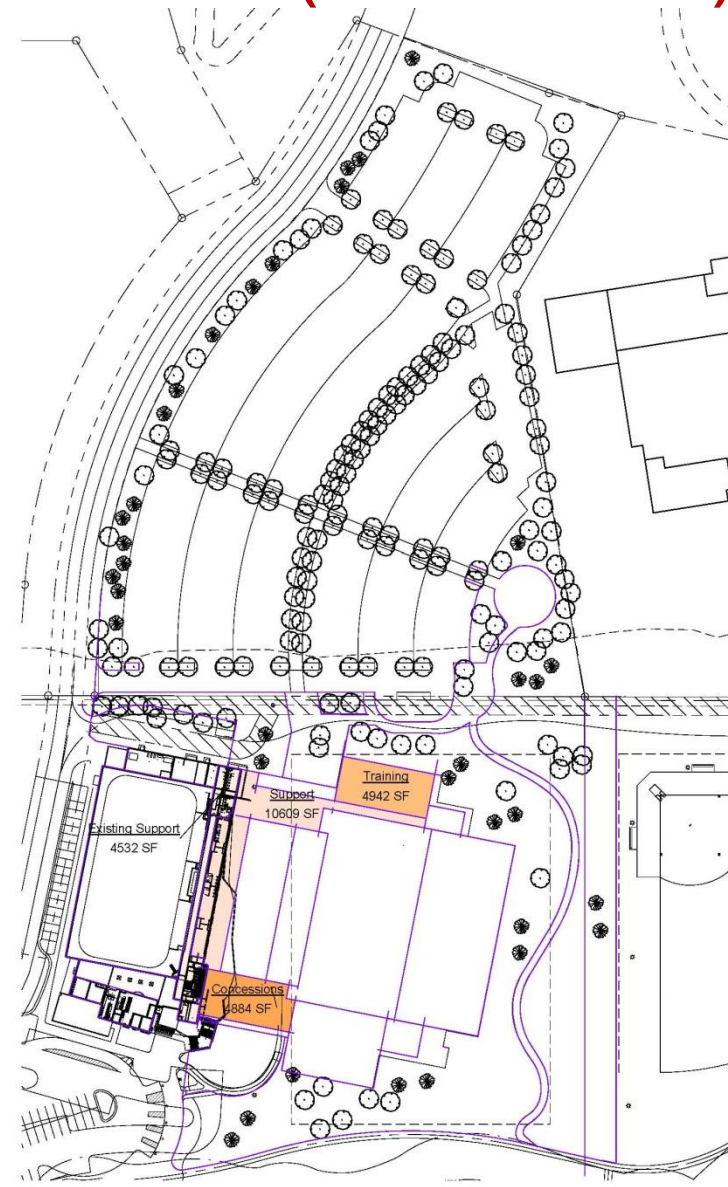 Training
4942 SF
Support
10609 SF
Existing Support
4532 SF
Concessions
4884 SF